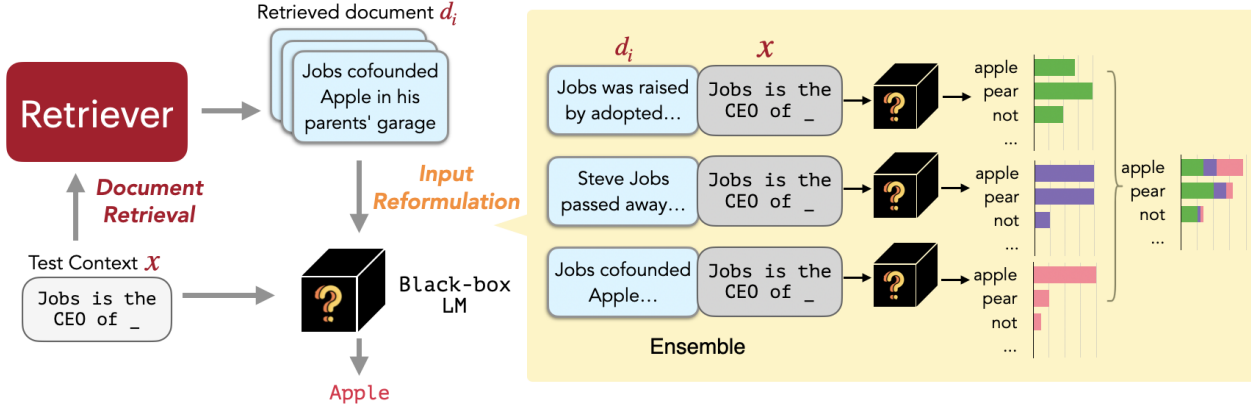 Retrieved document di
Jobs cofounded
Apple in his
parents' garage
Retriever
Document
Retrieval
Input
Reformulation
Test Context x
Jobs is the
CEO of _
?
Black-box
LM
Apple
di
x
Jobs was raised
by adopted...
Jobs is the
CEO of _
?
apple
pear
not
...
Steve Jobs
passed away...
Jobs is the
CEO of _
?
apple
pear
not
...
Jobs cofounded
Apple...
Jobs is the
CEO of _
?
apple
pear
not
...
apple
pear
not
...
Ensemble